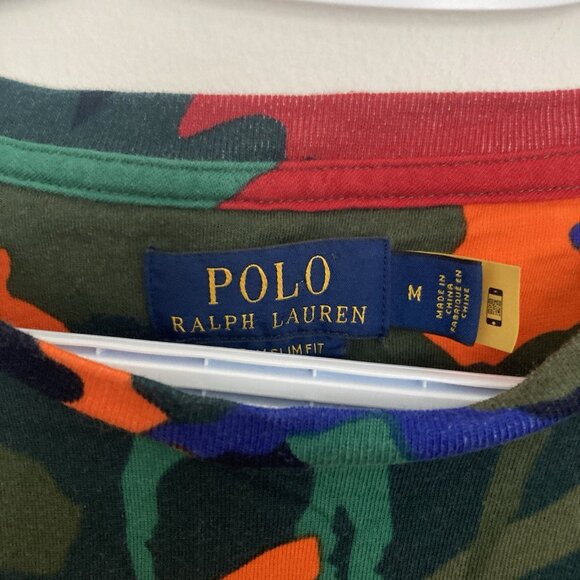 POLO
RALPH LAUREN
SLIM FIT
M
MADE IN
CHINA
FABRIQUÉ EN
CHINE